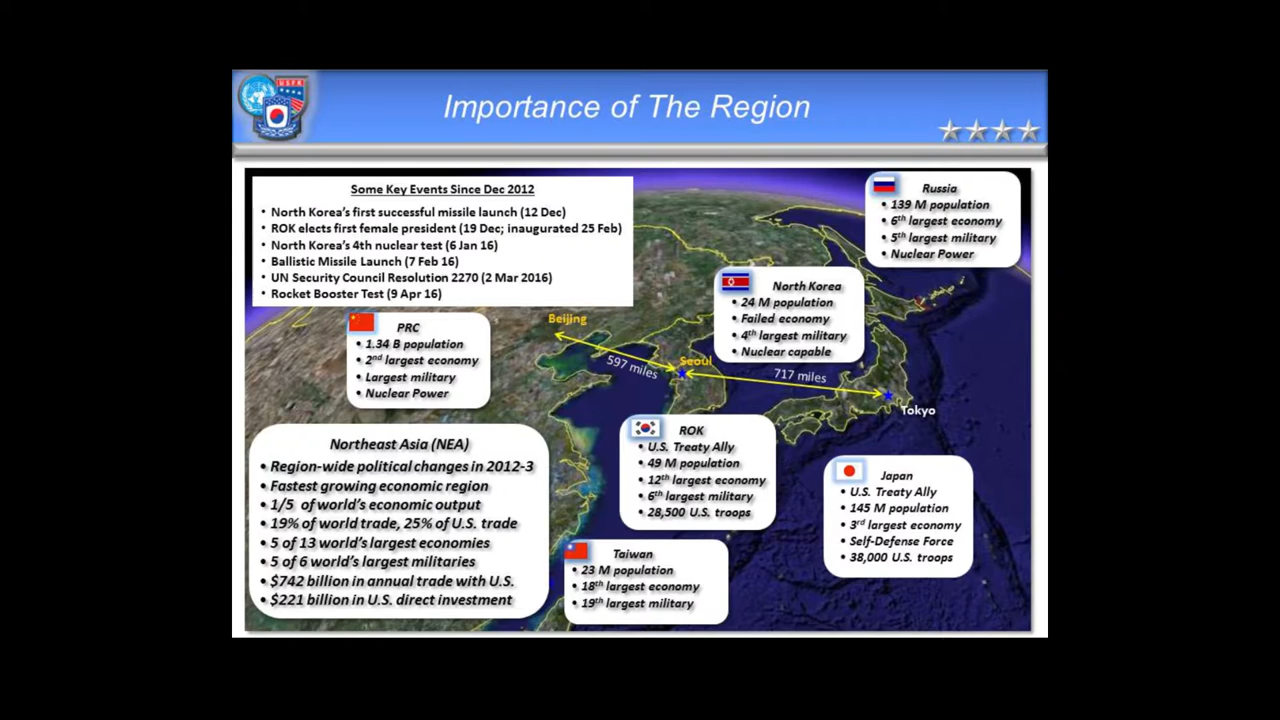 USFK
Importance of The Region
Some Key Events Since Dec 2012
• North Korea's first successful missile launch (12 Dec)
• ROK elects first female president (19 Dec; inaugurated 25 Feb)
• North Korea's 4th nuclear test (6 Jan 16)
• Ballistic Missile Launch (7 Feb 16)
• UN Security Council Resolution 2270 (2 Mar 2016)
• Rocket Booster Test (9 Apr 16)
Russia
• 139 M population
• 6th largest economy
• 5th largest military
• Nuclear Power
North Korea
• 24 M population
• Failed economy
• 4th largest military
• Nuclear capable
PRC
• 1.34 B population
• 2nd largest economy
• Largest military
• Nuclear Power
Beijing
597 miles
Seoul
717 miles
Tokyo
Northeast Asia (NEA)
• Region-wide political changes in 2012-3
• Fastest growing economic region
• 1/5 of world's economic output
• 19% of world trade, 25% of U.S. trade
• 5 of 13 world's largest economies
• 5 of 6 world's largest militaries
• $742 billion in annual trade with U.S.
• $221 billion in U.S. direct investment
ROK
• U.S. Treaty Ally
• 49 M population
• 12th largest economy
• 6th largest military
• 28,500 U.S. troops
Japan
• U.S. Treaty Ally
• 145 M population
• 3rd largest economy
• Self-Defense Force
• 38,000 U.S. troops
Taiwan
• 23 M population
• 18th largest economy
• 19th largest military